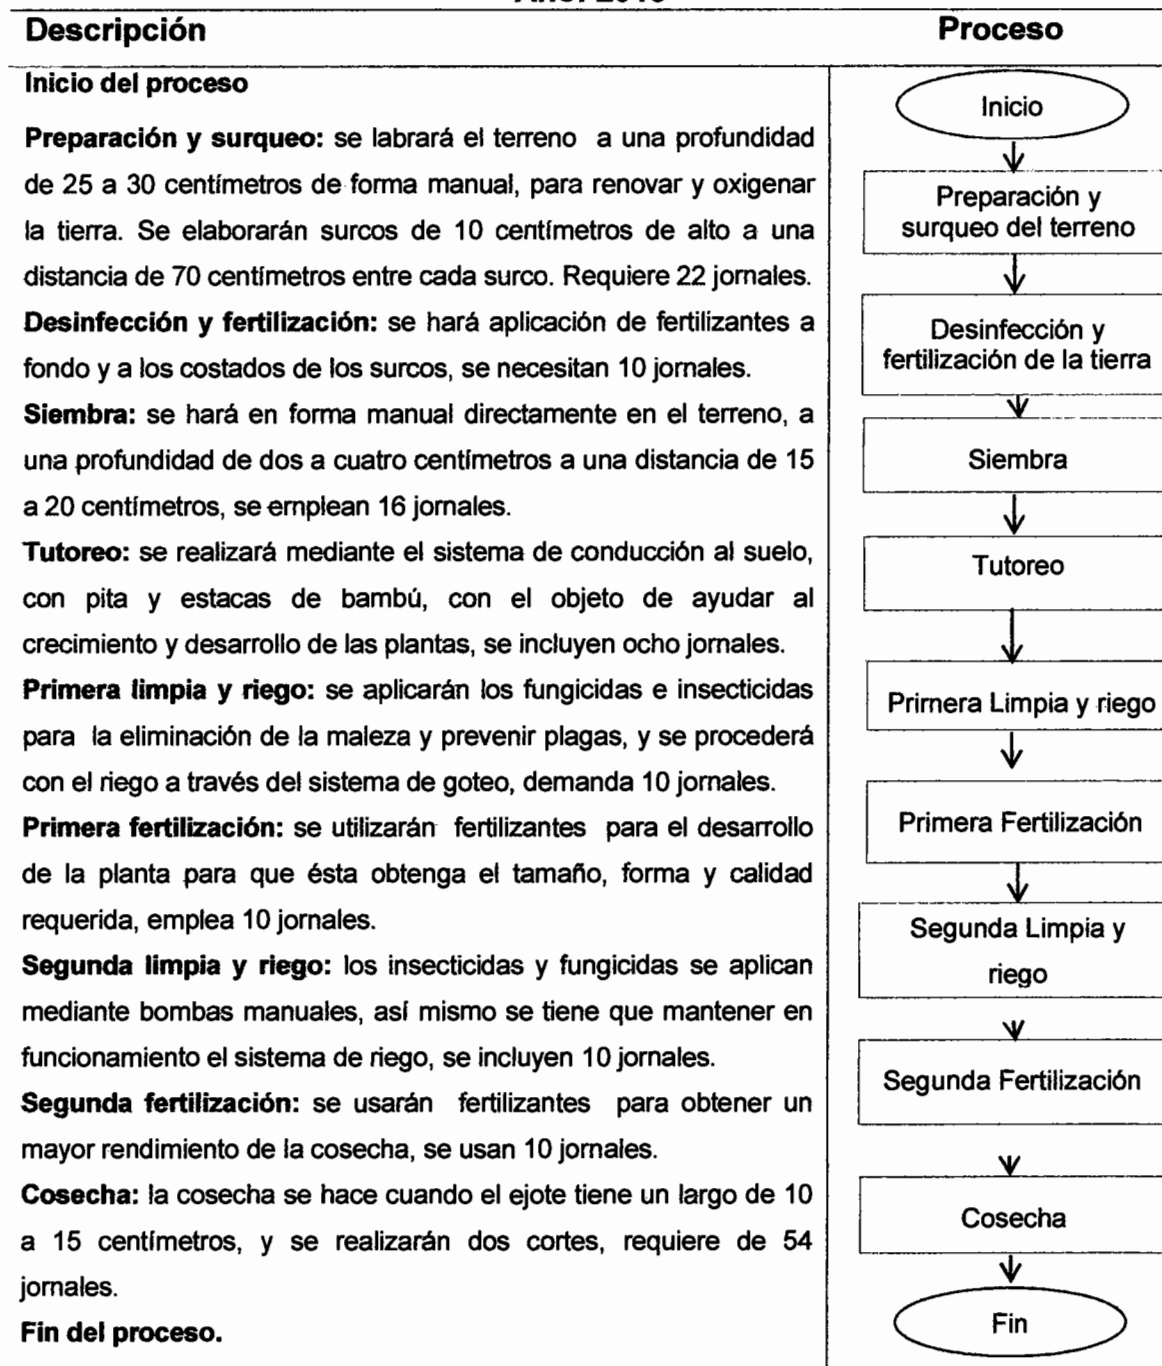 Descripción
Proceso
Inicio del proceso
Preparación y surqueo: se labrará el terreno a una profundidad
de 25 a 30 centímetros de forma manual, para renovar y oxigenar
la tierra. Se elaborarán surcos de 10 centímetros de alto a una
distancia de 70 centímetros entre cada surco. Requiere 22 jornales.
Desinfección y fertilización: se hará aplicación de fertilizantes a
fondo y a los costados de los surcos, se necesitan 10 jornales.
Siembra: se hará en forma manual directamente en el terreno, a
una profundidad de dos a cuatro centímetros a una distancia de 15
a 20 centímetros, se emplean 16 jornales.
Tutoreo: se realizará mediante el sistema de conducción al suelo,
con pita y estacas de bambú, con el objeto de ayudar al
crecimiento y desarrollo de las plantas, se incluyen ocho jornales.
Primera limpia y riego: se aplicarán los fungicidas e insecticidas
para la eliminación de la maleza y prevenir plagas, y se procederá
con el riego a través del sistema de goteo, demanda 10 jornales.
Primera fertilización: se utilizarán fertilizantes para el desarrollo
de la planta para que ésta obtenga el tamaño, forma y calidad
requerida, emplea 10 jornales.
Segunda limpia y riego: los insecticidas y fungicidas se aplican
mediante bombas manuales, así mismo se tiene que mantener en
funcionamiento el sistema de riego, se incluyen 10 jornales.
Segunda fertilización: se usarán fertilizantes para obtener un
mayor rendimiento de la cosecha, se usan 10 jornales.
Cosecha: la cosecha se hace cuando el ejote tiene un largo de 10
a 15 centímetros, y se realizarán dos cortes, requiere de 54
jornales.
Fin del proceso.
Inicio
Preparación y
surqueo del terreno
Desinfección y
fertilización de la tierra
Siembra
Tutoreo
Primera Limpia y riego
Primera Fertilización
Segunda Limpia y
riego
Segunda Fertilización
Cosecha
Fin